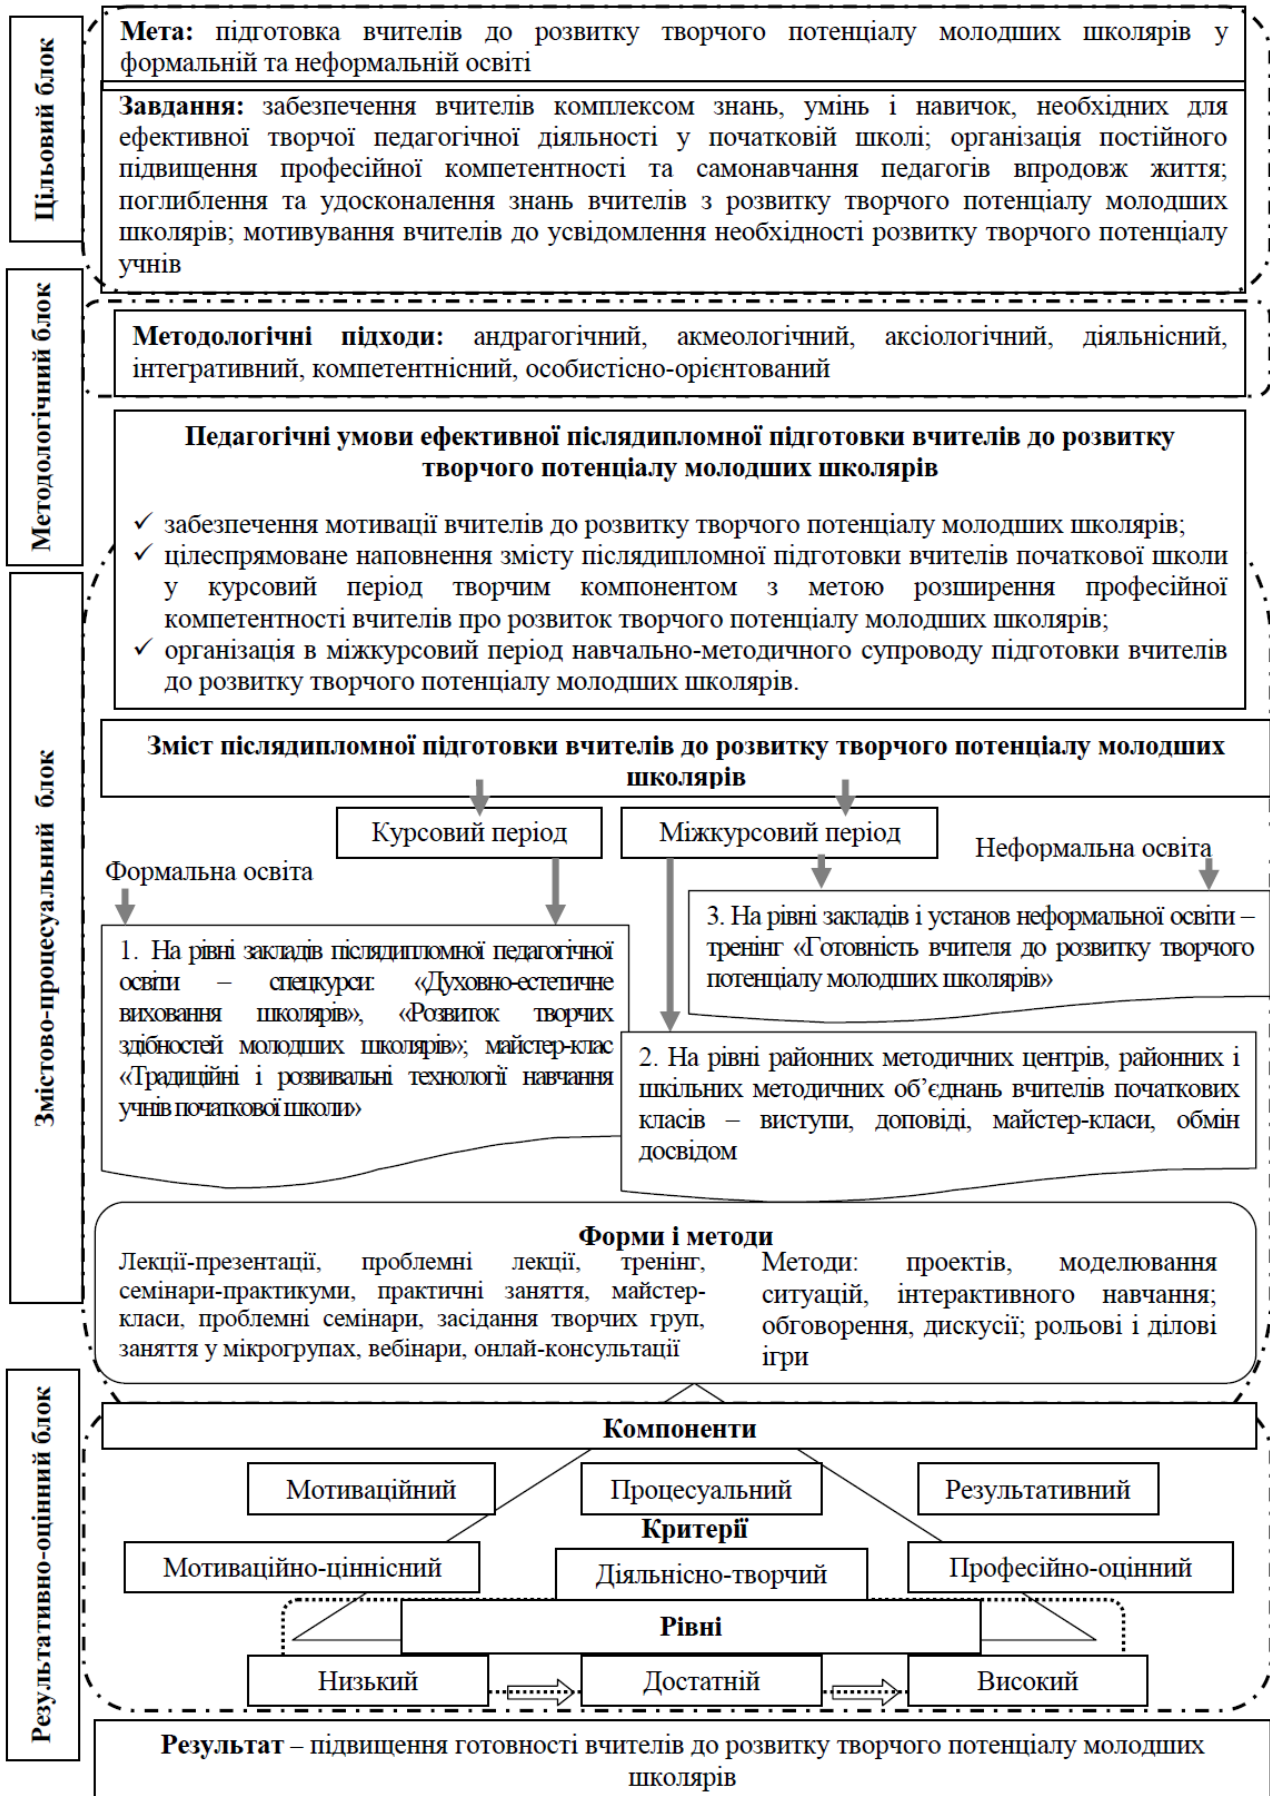 Цільовий блок
Мета: підготовка вчителів до розвитку творчого потенціалу молодших школярів у
формальній та неформальній освіті
Завдання: забезпечення вчителів комплексом знань, умінь і навичок, необхідних для
ефективної творчої педагогічної діяльності у початковій школі; організація постійного
підвищення професійної компетентності та самонавчання педагогів впродовж життя;
поглиблення та удосконалення знань вчителів з розвитку творчого потенціалу молодших
школярів; мотивування вчителів до усвідомлення необхідності розвитку творчого потенціалу
учнів
Методологічний блок
Методологічні підходи: андрагогічний, акмеологічний, аксіологічний, діяльнісний,
інтегративний, компетентнісний, особистісно-орієнтований
Педагогічні умови ефективної післядипломної підготовки вчителів до розвитку
творчого потенціалу молодших школярів
✓ забезпечення мотивації вчителів до розвитку творчого потенціалу молодших школярів;
✓ цілеспрямоване наповнення змісту післядипломної підготовки вчителів початкової школи
у курсовий період творчим компонентом з метою розширення професійної
компетентності вчителів про розвиток творчого потенціалу молодших школярів;
✓ організація в міжкурсовий період навчально-методичного супроводу підготовки вчителів
до розвитку творчого потенціалу молодших школярів.
Змістово-процесуальний блок
Зміст післядипломної підготовки вчителів до розвитку творчого потенціалу молодших
школярів
Курсовий період
Міжкурсовий період
Формальна освіта
Неформальна освіта
1. На рівні закладів післядипломної педагогічної
освіти – спецкурси: «Духовно-естетичне
виховання школярів», «Розвиток творчих
здібностей молодших школярів»; майстер-клас
«Традиційні і розвивальні технології навчання
учнів початкової школи»
3. На рівні закладів і установ неформальної освіти –
тренінг «Готовність вчителя до розвитку творчого
потенціалу молодших школярів»
2. На рівні районних методичних центрів, районних і
шкільних методичних об’єднань вчителів початкових
класів – виступи, доповіді, майстер-класи, обмін
досвідом
Форми і методи
Лекції-презентації, проблемні лекції, тренінг,
семінари-практикуми, практичні заняття, майстер-
класи, проблемні семінари, засідання творчих груп,
заняття у мікрогрупах, вебінари, онлай-консультації
Методи: проектів, моделювання
ситуацій, інтерактивного навчання;
обговорення, дискусії; рольові і ділові
ігри
Результативно-оцінний блок
Компоненти
Мотиваційний
Процесуальний
Результативний
Критерії
Мотиваційно-ціннісний
Діяльнісно-творчий
Професійно-оцінний
Рівні
Низький
Достатній
Високий
Результат – підвищення готовності вчителів до розвитку творчого потенціалу молодших
школярів